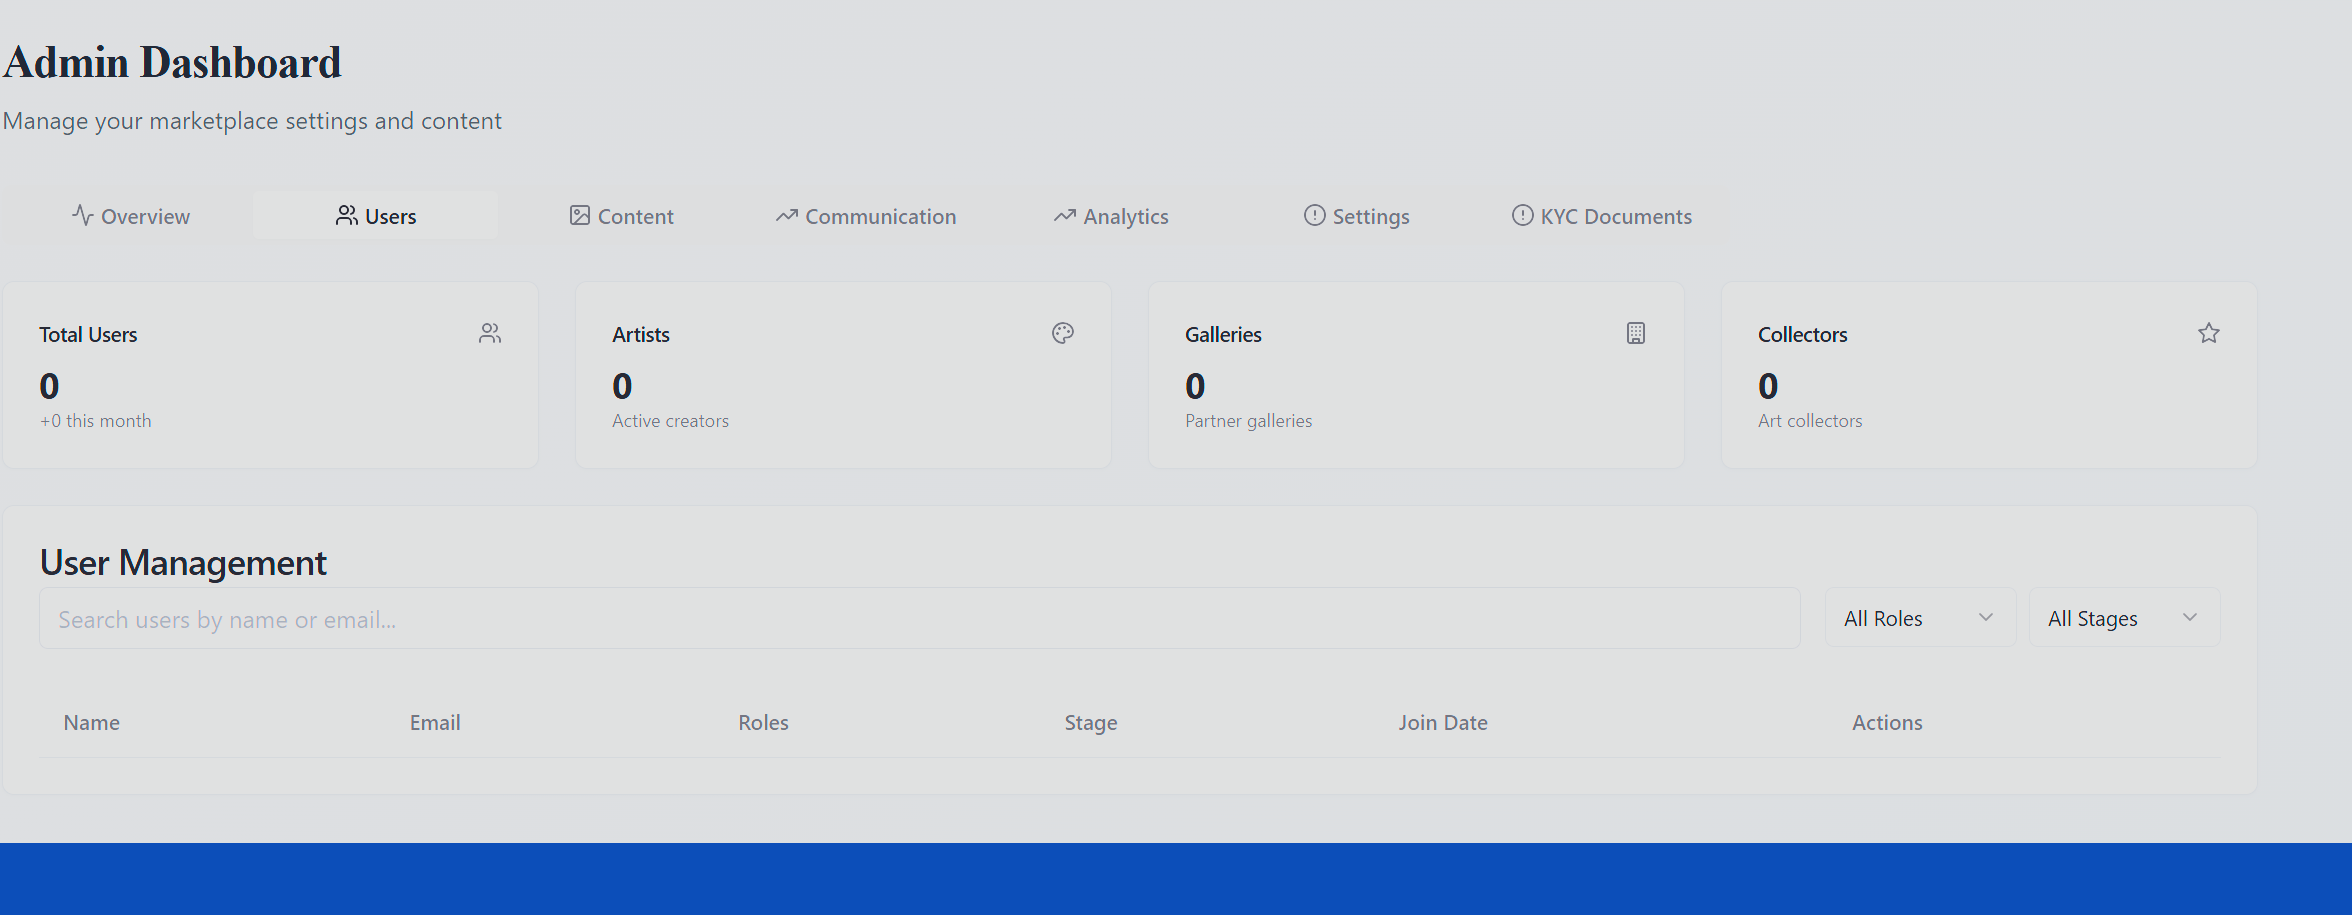 Admin Dashboard
Manage your marketplace settings and content
Overview Users Content Communication Analytics Settings KYC Documents
Total Users
0
+0 this month
Artists
0
Active creators
Galleries
0
Partner galleries
Collectors
0
Art collectors
User Management
Search users by name or email...
All Roles All Stages
Name Email Roles Stage Join Date Actions